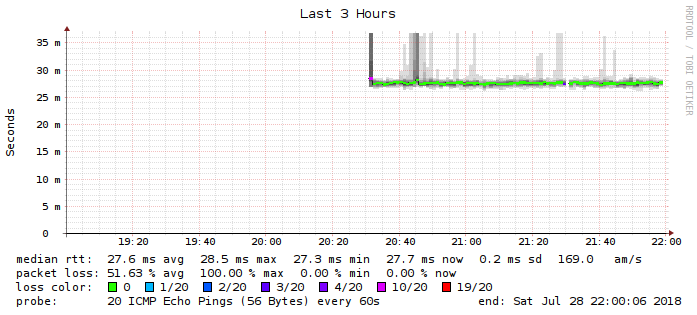 Last 3 Hours
RRDTOOL / TOBI OETIKER
Seconds
35 m
30 m
25 m
20 m
15 m
10 m
5 m
0
19:20 19:40 20:00 20:20 20:40 21:00 21:20 21:40 22:00
median rtt: 27.6 ms avg 28.5 ms max 27.3 ms min 27.7 ms now 0.2 ms sd 169.0 am/s
packet loss: 51.63 % avg 100.00 % max 0.00 % min 0.00 % now
loss color: 0 1/20 2/20 3/20 4/20 10/20 19/20
probe: 20 ICMP Echo Pings (56 Bytes) every 60s end: Sat Jul 28 22:00:06 2018